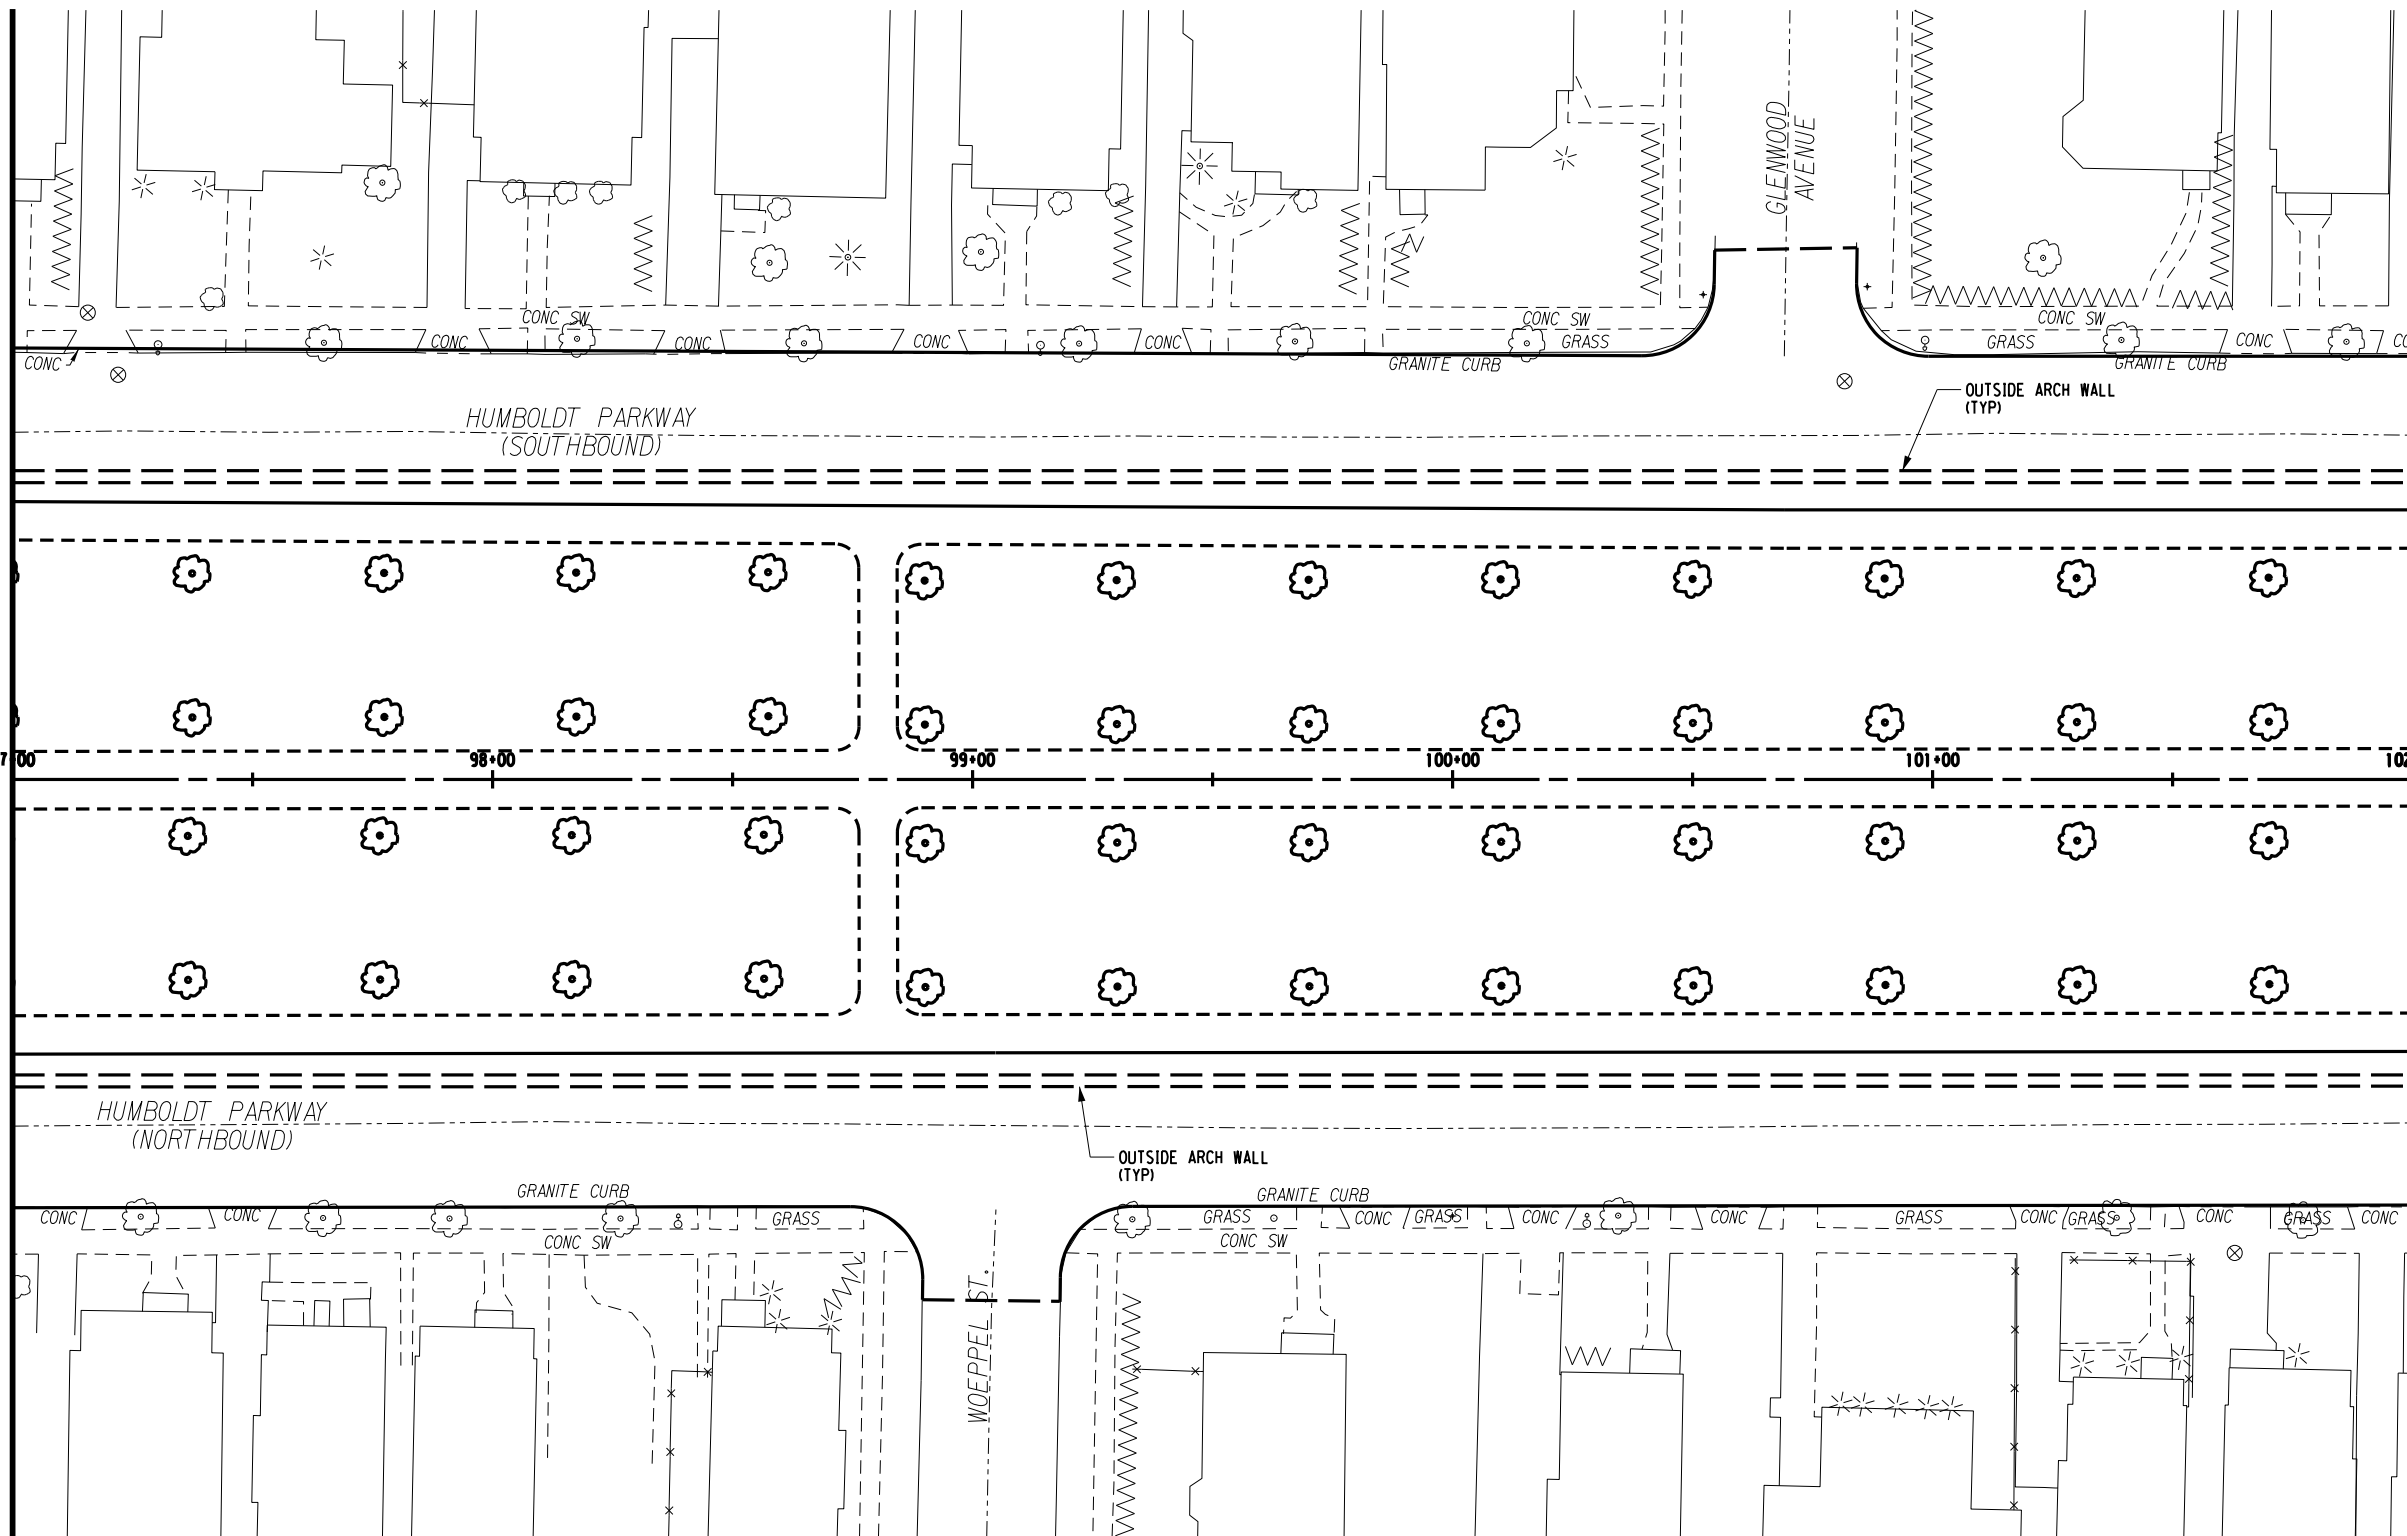 GLENWOOD
AVENUE
CONC SW
CONC SW
CONC SW
CONC
CONC
CONC
CONC
CONC
GRASS
GRASS
CONC
GRANITE CURB
GRANITE CURB
OUTSIDE ARCH WALL
(TYP)
HUMBOLDT PARKWAY
(SOUTHBOUND)
98+00
99+00
100+00
101+00
HUMBOLDT PARKWAY
(NORTHBOUND)
OUTSIDE ARCH WALL
(TYP)
GRANITE CURB
GRANITE CURB
CONC
CONC
GRASS
GRASS
CONC
GRASS
CONC
CONC
GRASS
CONC
GRASS
CONC
GRASS
CONC
CONC SW
CONC SW
WOEPPEL ST.